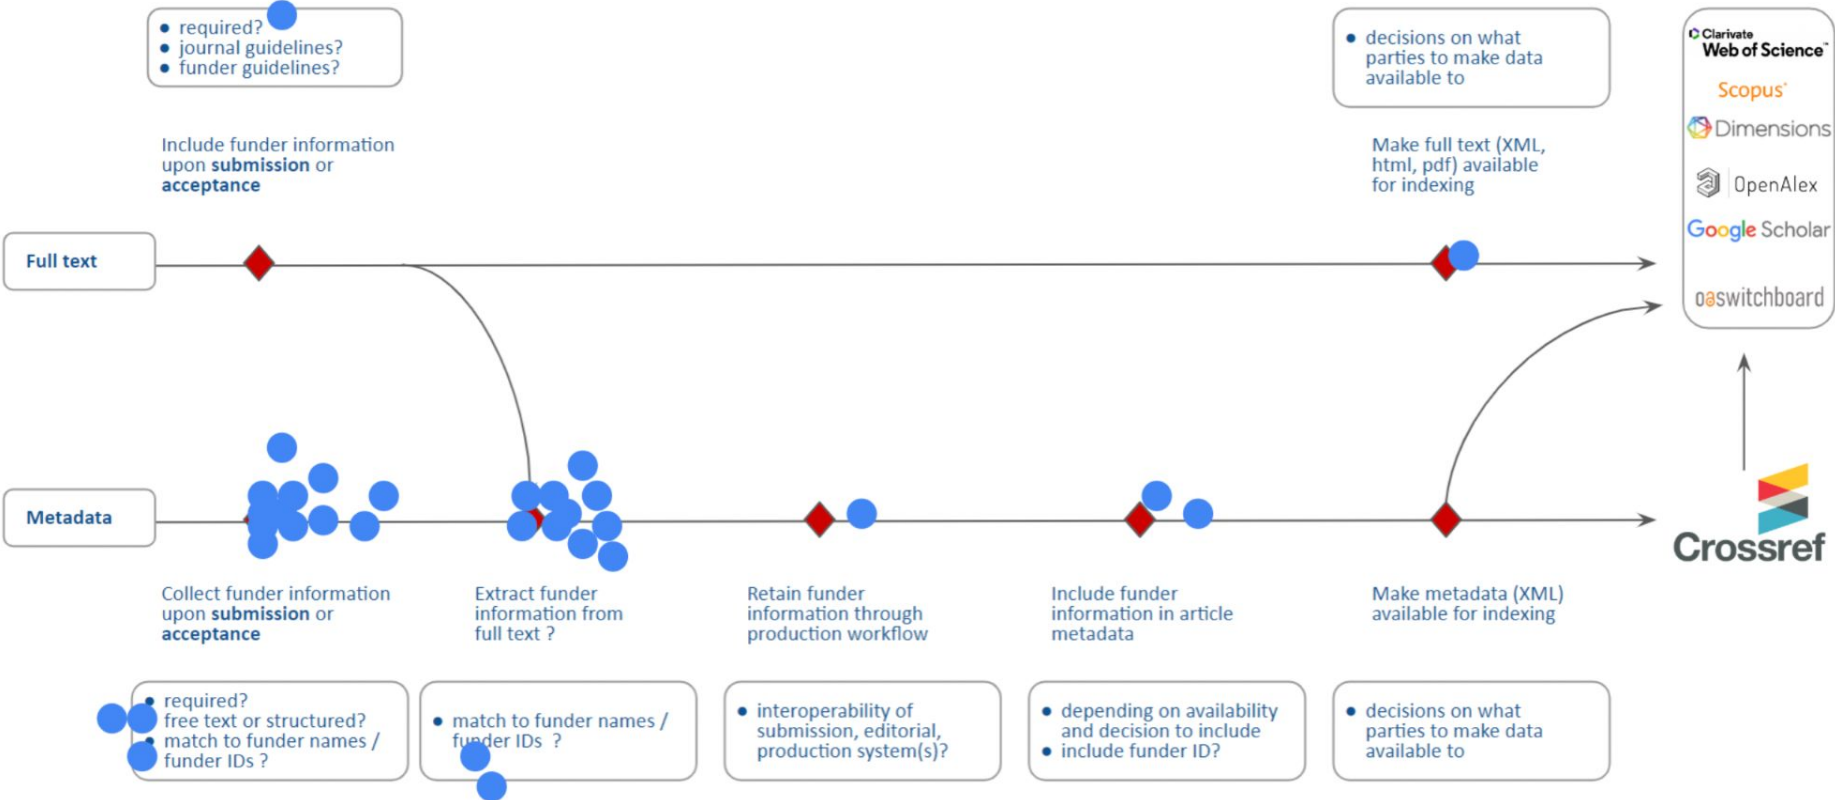 • required?
• journal guidelines?
• funder guidelines?
• decisions on what
parties to make data
available to
Clarivate
Web of Science™
Scopus®
Dimensions
OpenAlex
Google Scholar
oaswitchboard
Include funder information
upon submission or
acceptance
Make full text (XML,
html, pdf) available
for indexing
Full text
Metadata
Crossref
Collect funder information
upon submission or
acceptance
Extract funder
information from
full text ?
Retain funder
information through
production workflow
Include funder
information in article
metadata
Make metadata (XML)
available for indexing
• required?
free text or structured?
• match to funder names /
funder IDs ?
• match to funder names /
funder IDs ?
• interoperability of
submission, editorial,
production system(s)?
• depending on availability
and decision to include
• include funder ID?
• decisions on what
parties to make data
available to